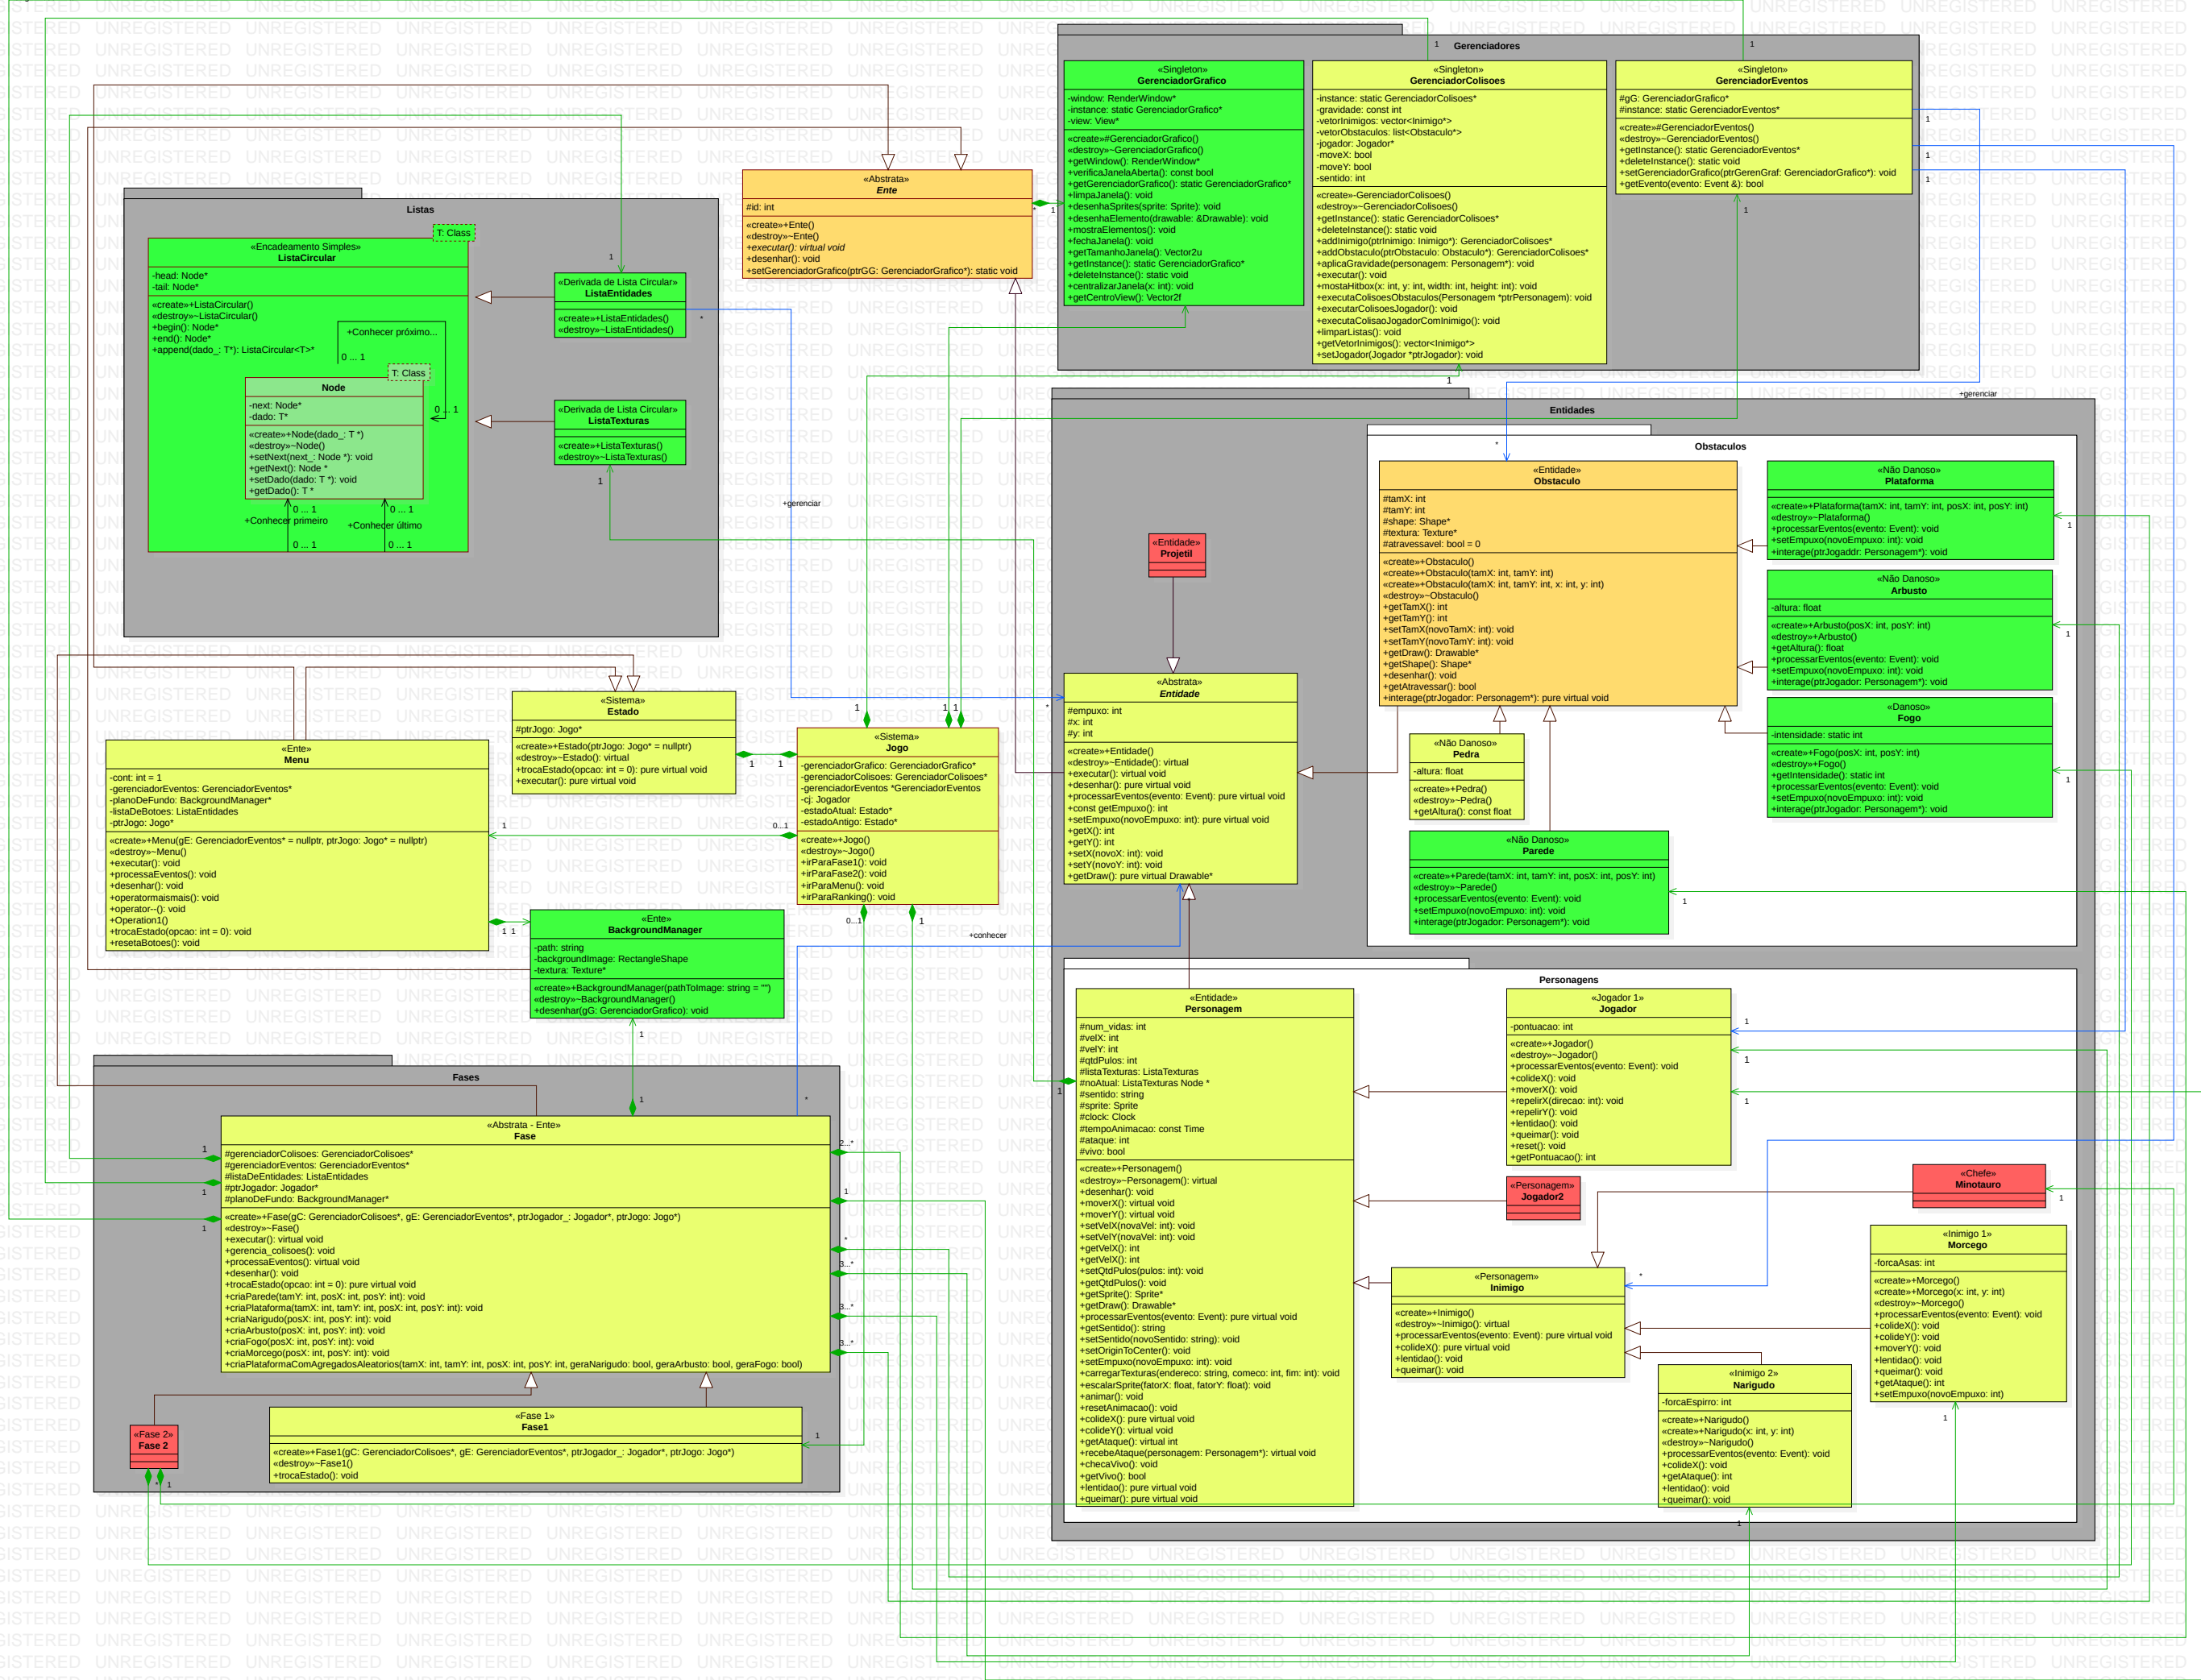 Gerenciadores
«Singleton»
GerenciadorGrafico
-window: RenderWindow*
-instance: static GerenciadorGrafico*
-view: View*
«create»#GerenciadorGrafico()
«destroy»~GerenciadorGrafico()
+getWindow(): RenderWindow*
+verificaJanelaAberta(): const bool
+getGerenciadorGrafico(): static GerenciadorGrafico*
+limpaJanela(): void
+desenhaSprites(sprite: Sprite): void
+desenhaElemento(drawable: &Drawable): void
+mostraElementos(): void
+fechaJanela(): void
+getTamanhoJanela(): Vector2u
+getInstance(): static GerenciadorGrafico*
+deleteInstance(): static void
+centralizarJanela(x: int): void
+getCentroView(): Vector2f
«Singleton»
GerenciadorColisoes
-instance: static GerenciadorColisoes*
-gravidade: const int
-vetorInimigos: vector<Inimigo*>
-vetorObstaculos: list<Obstaculo*>
-jogador: Jogador*
-moveX: bool
-moveY: bool
-sentido: int
«create»-GerenciadorColisoes()
«destroy»~GerenciadorColisoes()
+getInstance(): static GerenciadorColisoes*
+deleteInstance(): static void
+addInimigo(ptrInimigo: Inimigo*): GerenciadorColisoes*
+addObstaculo(ptrObstaculo: Obstaculo*): GerenciadorColisoes*
+aplicaGravidade(personagem: Personagem*): void
+executar(): void
+mostaHitbox(x: int, y: int, width: int, height: int): void
+executaColisoesObstaculos(Personagem *ptrPersonagem): void
+executarColisoesJogador(): void
+executaColisaoJogadorComInimigo(): void
+limparListas(): void
+getVetorInimigos(): vector<Inimigo*>
+setJogador(Jogador *ptrJogador): void
«Singleton»
GerenciadorEventos
#gG: GerenciadorGrafico*
#instance: static GerenciadorEventos*
«create»#GerenciadorEventos()
«destroy»~GerenciadorEventos()
+getInstance(): static GerenciadorEventos*
+deleteInstance(): static void
+setGerenciadorGrafico(ptrGerenGraf: GerenciadorGrafico*): void
+getEvento(evento: Event &): bool
«Abstrata»
Ente
#id: int
«create»+Ente()
«destroy»~Ente()
+executar(): virtual void
+desenhar(): void
+setGerenciadorGrafico(ptrGG: GerenciadorGrafico*): static void
Listas
T: Class
«Encadeamento Simples»
ListaCircular
-head: Node*
-tail: Node*
«create»+ListaCircular()
«destroy»~ListaCircular()
+begin(): Node*
+end(): Node*
+append(dado_: T*): ListaCircular<T>*
+Conhecer próximo...
0 ... 1
T: Class
Node
0 ... 1
-next: Node*
-dado: T*
«create»+Node(dado_: T *)
«destroy»~Node()
+setNext(next_: Node *): void
+getNext(): Node *
+setDado(dado: T *): void
+getDado(): T *
0 ... 1
0 ... 1
+Conhecer primeiro
+Conhecer último
0 ... 1
0 ... 1
«Derivada de Lista Circular»
ListaEntidades
«create»+ListaEntidades()
«destroy»~ListaEntidades()
«Derivada de Lista Circular»
ListaTexturas
«create»+ListaTexturas()
«destroy»~ListaTexturas()
+gerenciar
+gerenciar
Entidades
«Entidade»
Projetil
«Abstrata»
Entidade
#empuxo: int
#x: int
#y: int
«create»+Entidade()
«destroy»~Entidade(): virtual
+executar(): virtual void
+desenhar(): pure virtual void
+processarEventos(evento: Event): pure virtual void
+const getEmpuxo(): int
+setEmpuxo(novoEmpuxo: int): pure virtual void
+getX(): int
+getY(): int
+setX(novoX: int): void
+setY(novoY: int): void
+getDraw(): pure virtual Drawable*
Obstaculos
«Entidade»
Obstaculo
#tamX: int
#tamY: int
#shape: Shape*
#textura: Texture*
#atravessavel: bool = 0
«create»+Obstaculo()
«create»+Obstaculo(tamX: int, tamY: int)
«create»+Obstaculo(tamX: int, tamY: int, x: int, y: int)
«destroy»~Obstaculo()
+getTamX(): int
+getTamY(): int
+setTamX(novoTamX: int): void
+setTamY(novoTamY: int): void
+getDraw(): Drawable*
+getShape(): Shape*
+desenhar(): void
+getAtravessar(): bool
+interage(ptrJogador: Personagem*): pure virtual void
«Não Danoso»
Plataforma
«create»+Plataforma(tamX: int, tamY: int, posX: int, posY: int)
«destroy»~Plataforma()
+processarEventos(evento: Event): void
+setEmpuxo(novoEmpuxo: int): void
+interage(ptrJogaddr: Personagem*): void
«Não Danoso»
Arbusto
-altura: float
«create»+Arbusto(posX: int, posY: int)
«destroy»+Arbusto()
+getAltura(): float
+processarEventos(evento: Event): void
+setEmpuxo(novoEmpuxo: int): void
+interage(ptrJogador: Personagem*): void
«Danoso»
Fogo
-intensidade: static int
«create»+Fogo(posX: int, posY: int)
«destroy»+Fogo()
+getIntensidade(): static int
+processarEventos(evento: Event): void
+setEmpuxo(novoEmpuxo: int): void
+interage(ptrJogador: Personagem*): void
«Não Danoso»
Pedra
-altura: float
«create»+Pedra()
«destroy»~Pedra()
+getAltura(): const float
«Não Danoso»
Parede
«create»+Parede(tamX: int, tamY: int, posX: int, posY: int)
«destroy»~Parede()
+processarEventos(evento: Event): void
+setEmpuxo(novoEmpuxo: int): void
+interage(ptrJogador: Personagem*): void
«Sistema»
Estado
#ptrJogo: Jogo*
«create»+Estado(ptrJogo: Jogo* = nullptr)
«destroy»~Estado(): virtual
+trocaEstado(opcao: int = 0): pure virtual void
+executar(): pure virtual void
«Sistema»
Jogo
-gerenciadorGrafico: GerenciadorGrafico*
-gerenciadorColisoes: GerenciadorColisoes*
-gerenciadorEventos *GerenciadorEventos
-cj: Jogador
-estadoAtual: Estado*
-estadoAntigo: Estado*
«create»+Jogo()
«destroy»~Jogo()
+irParaFase1(): void
+irParaFase2(): void
+irParaMenu(): void
+irParaRanking(): void
0...1
0...1
«Ente»
Menu
-cont: int = 1
-gerenciadorEventos: GerenciadorEventos*
-planoDeFundo: BackgroundManager*
-listaDeBotoes: ListaEntidades
-ptrJogo: Jogo*
«create»+Menu(gE: GerenciadorEventos* = nullptr, ptrJogo: Jogo* = nullptr)
«destroy»~Menu()
+executar(): void
+processaEventos(): void
+desenhar(): void
+operatormaismais(): void
+operator--(): void
+Operation1()
+trocaEstado(opcao: int = 0): void
+resetaBotoes(): void
«Ente»
BackgroundManager
-path: string
-backgroundImage: RectangleShape
-textura: Texture*
«create»+BackgroundManager(pathToImage: string = "")
«destroy»~BackgroundManager()
+desenhar(gG: GerenciadorGrafico): void
+conhecer
Fases
«Abstrata - Ente»
Fase
#gerenciadorColisoes: GerenciadorColisoes*
#gerenciadorEventos: GerenciadorEventos*
#listaDeEntidades: ListaEntidades
#ptrJogador: Jogador*
#planoDeFundo: BackgroundManager*
«create»+Fase(gC: GerenciadorColisoes*, gE: GerenciadorEventos*, ptrJogador_: Jogador*, ptrJogo: Jogo*)
«destroy»~Fase()
+executar(): virtual void
+gerencia_colisoes(): void
+processaEventos(): virtual void
+desenhar(): void
+trocaEstado(opcao: int = 0): pure virtual void
+criaParede(tamY: int, posX: int, posY: int): void
+criaPlataforma(tamX: int, tamY: int, posX: int, posY: int): void
+criaNarigudo(posX: int, posY: int): void
+criaArbusto(posX: int, posY: int): void
+criaFogo(posX: int, posY: int): void
+criaMorcego(posX: int, posY: int): void
+criaPlataformaComAgregadosAleatorios(tamX: int, tamY: int, posX: int, posY: int, geraNarigudo: bool, geraArbusto: bool, geraFogo: bool)
2...*
3...*
3...*
3...*
«Fase 2»
Fase 2
«Fase 1»
Fase1
«create»+Fase1(gC: GerenciadorColisoes*, gE: GerenciadorEventos*, ptrJogador_: Jogador*, ptrJogo: Jogo*)
«destroy»~Fase1()
+trocaEstado(): void
Personagens
«Entidade»
Personagem
#num_vidas: int
#velX: int
#velY: int
#qtdPulos: int
#listaTexturas: ListaTexturas
#noAtual: ListaTexturas Node *
#sentido: string
#sprite: Sprite
#clock: Clock
#tempoAnimacao: const Time
#ataque: int
#vivo: bool
«create»+Personagem()
«destroy»~Personagem(): virtual
+desenhar(): void
+moverX(): virtual void
+moverY(): virtual void
+setVelX(novaVel: int): void
+setVelY(novaVel: int): void
+getVelX(): int
+getVelX(): int
+setQtdPulos(pulos: int): void
+getQtdPulos(): void
+getSprite(): Sprite*
+getDraw(): Drawable*
+processarEventos(evento: Event): pure virtual void
+getSentido(): string
+setSentido(novoSentido: string): void
+setOriginToCenter(): void
+setEmpuxo(novoEmpuxo: int): void
+carregarTexturas(endereco: string, comeco: int, fim: int): void
+escalarSprite(fatorX: float, fatorY: float): void
+animar(): void
+resetAnimacao(): void
+colideX(): pure virtual void
+colideY(): virtual void
+getAtaque(): virtual int
+recebeAtaque(personagem: Personagem*): virtual void
+checaVivo(): void
+getVivo(): bool
+lentidao(): pure virtual void
+queimar(): pure virtual void
«Jogador 1»
Jogador
-pontuacao: int
«create»+Jogador()
«destroy»~Jogador()
+processarEventos(evento: Event): void
+colideX(): void
+moverX(): void
+repelirX(direcao: int): void
+repelirY(): void
+lentidao(): void
+queimar(): void
+reset(): void
+getPontuacao(): int
«Personagem»
Jogador2
«Chefe»
Minotauro
«Personagem»
Inimigo
«create»+Inimigo()
«destroy»~Inimigo(): virtual
+processarEventos(evento: Event): pure virtual void
+colideX(): pure virtual void
+lentidao(): void
+queimar(): void
«Inimigo 1»
Morcego
-forcaAsas: int
«create»+Morcego()
«create»+Morcego(x: int, y: int)
«destroy»~Morcego()
+processarEventos(evento: Event): void
+colideX(): void
+colideY(): void
+moverY(): void
+lentidao(): void
+queimar(): void
+getAtaque(): int
+setEmpuxo(novoEmpuxo: int)
«Inimigo 2»
Narigudo
-forcaEspirro: int
«create»+Narigudo()
«create»+Narigudo(x: int, y: int)
«destroy»~Narigudo()
+processarEventos(evento: Event): void
+colideX(): void
+getAtaque(): int
+lentidao(): void
+queimar(): void